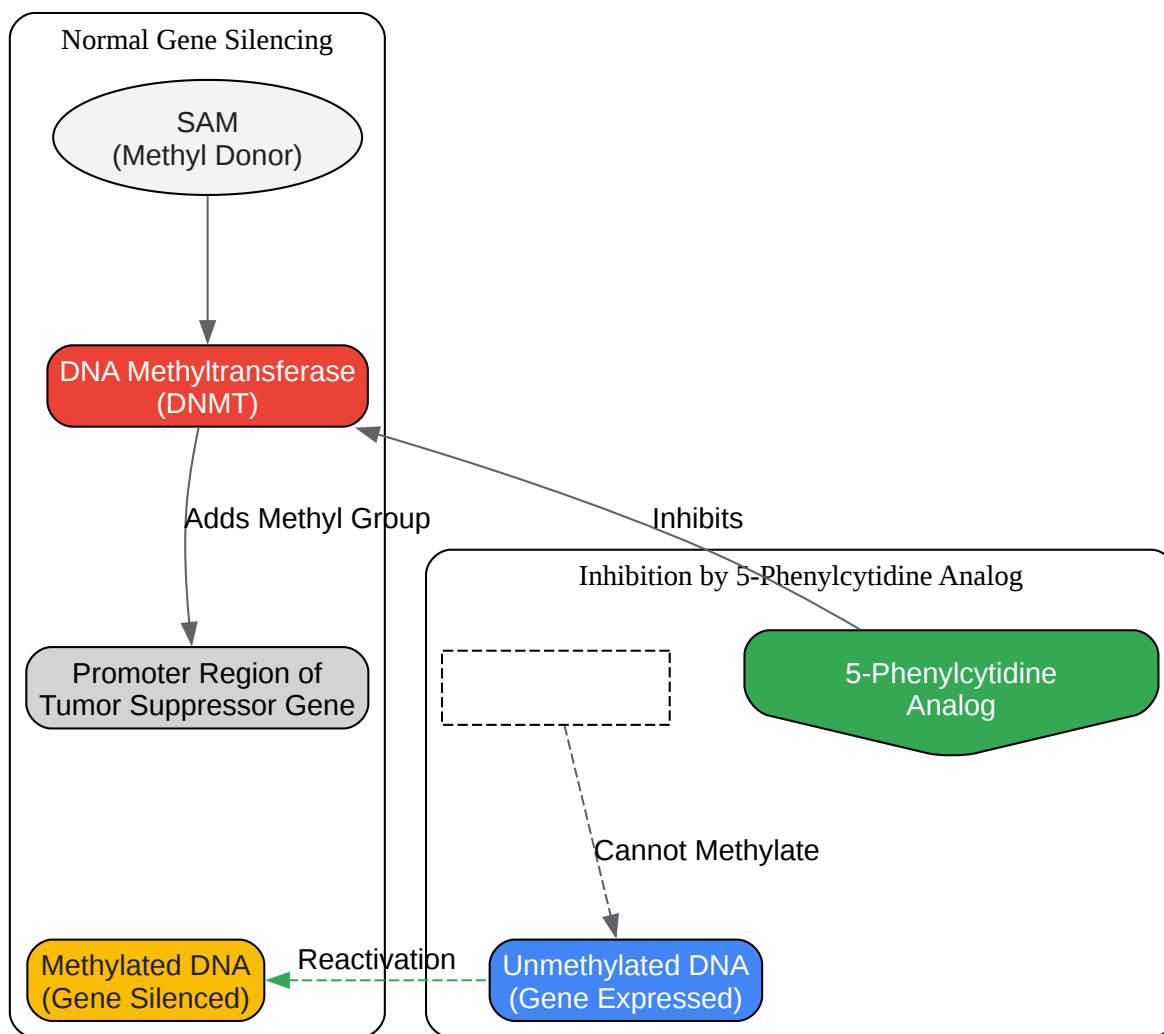 Normal Gene Silencing
SAM
(Methyl Donor)
DNA Methyltransferase
(DNMT)
Adds Methyl Group
Inhibits
Inhibition by 5-Phenylcytidine Analog
Promoter Region of
Tumor Suppressor Gene
5-Phenylcytidine
Analog
Cannot Methylate
Methylated DNA
(Gene Silenced)
Reactivation
Unmethylated DNA
(Gene Expressed)